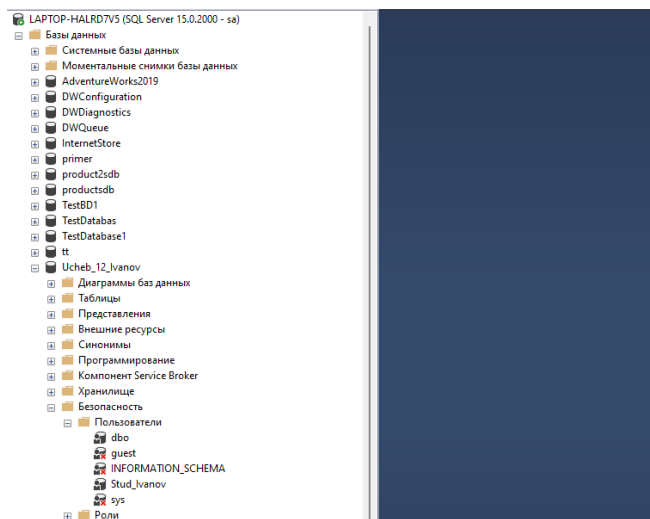 LAPTOP-HALRD7V5 (SQL Server 15.0.2000 - sa)
Базы данных
Системные базы данных
Моментальные снимки базы данных
AdventureWorks2019
DWConfiguration
DWDiagnostics
DWQueue
InternetStore
primer
product2sdb
productsdb
TestBD1
TestDatabas
TestDatabase1
tt
Ucheb_12_Ivanov
Диаграммы баз данных
Таблицы
Представления
Внешние ресурсы
Синонимы
Программирование
Компонент Service Broker
Хранилище
Безопасность
Пользователи
dbo
guest
INFORMATION_SCHEMA
Stud_Ivanov
sys
Роли